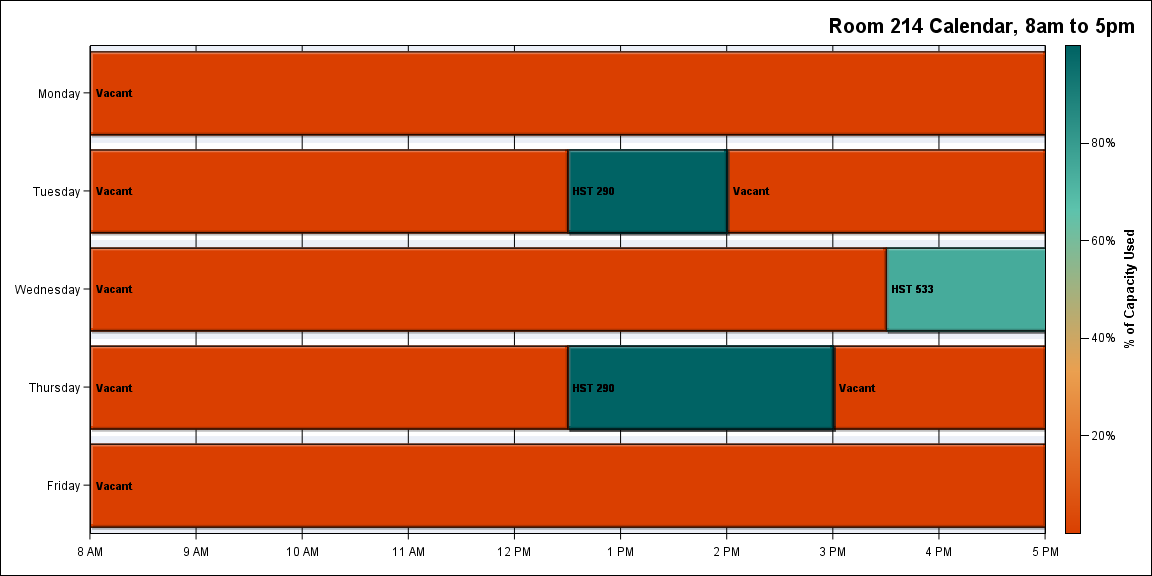 Room 214 Calendar, 8am to 5pm
Monday
Vacant
Tuesday
Vacant
HST 290
Vacant
Wednesday
Vacant
HST 533
Thursday
Vacant
HST 290
Vacant
Friday
Vacant
8 AM
9 AM
10 AM
11 AM
12 PM
1 PM
2 PM
3 PM
4 PM
5 PM
80%
60%
40%
20%
% of Capacity Used